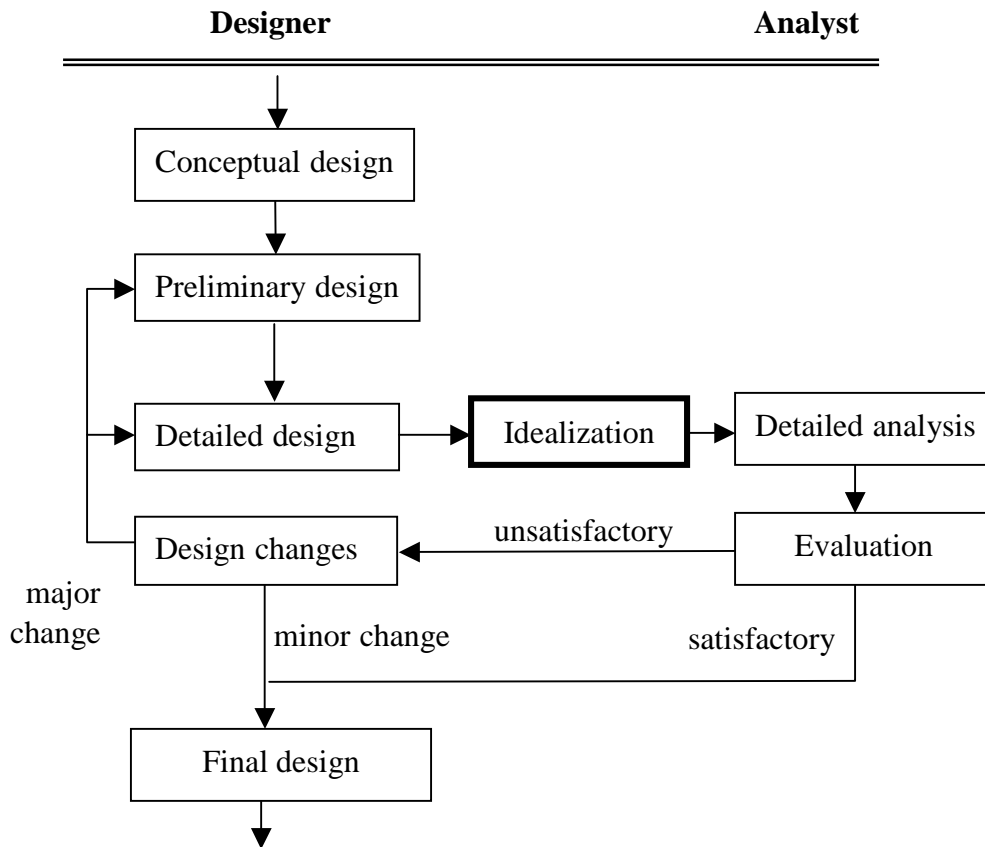 Designer
Analyst
Conceptual design
Preliminary design
Detailed design
Idealization
Detailed analysis
unsatisfactory
Design changes
Evaluation
major
change
minor change
satisfactory
Final design